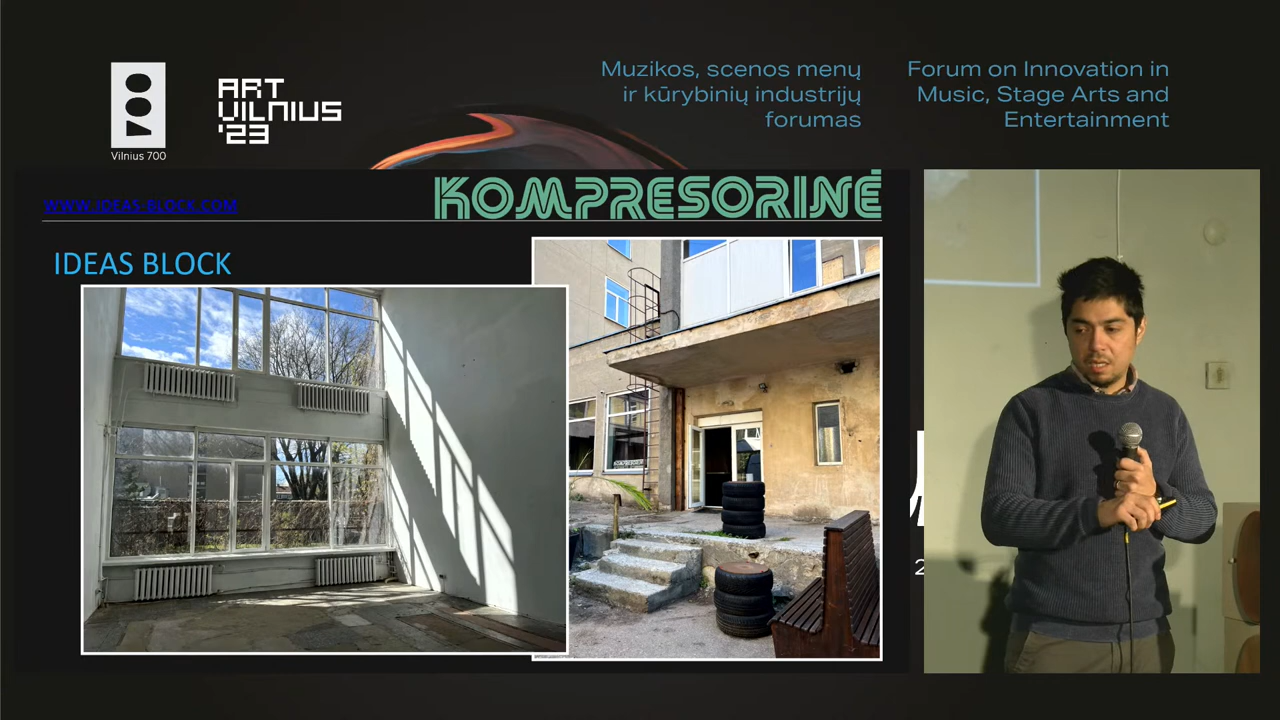 Vilnius 700
ART
VILNIUS
'23
Muzikos, scenos menų
ir kūrybinių industrijų
forumas
Forum on Innovation in
Music, Stage Arts and
Entertainment
WWW.IDEAS-BLOCK.COM
KOMPRESORINĖ
IDEAS BLOCK